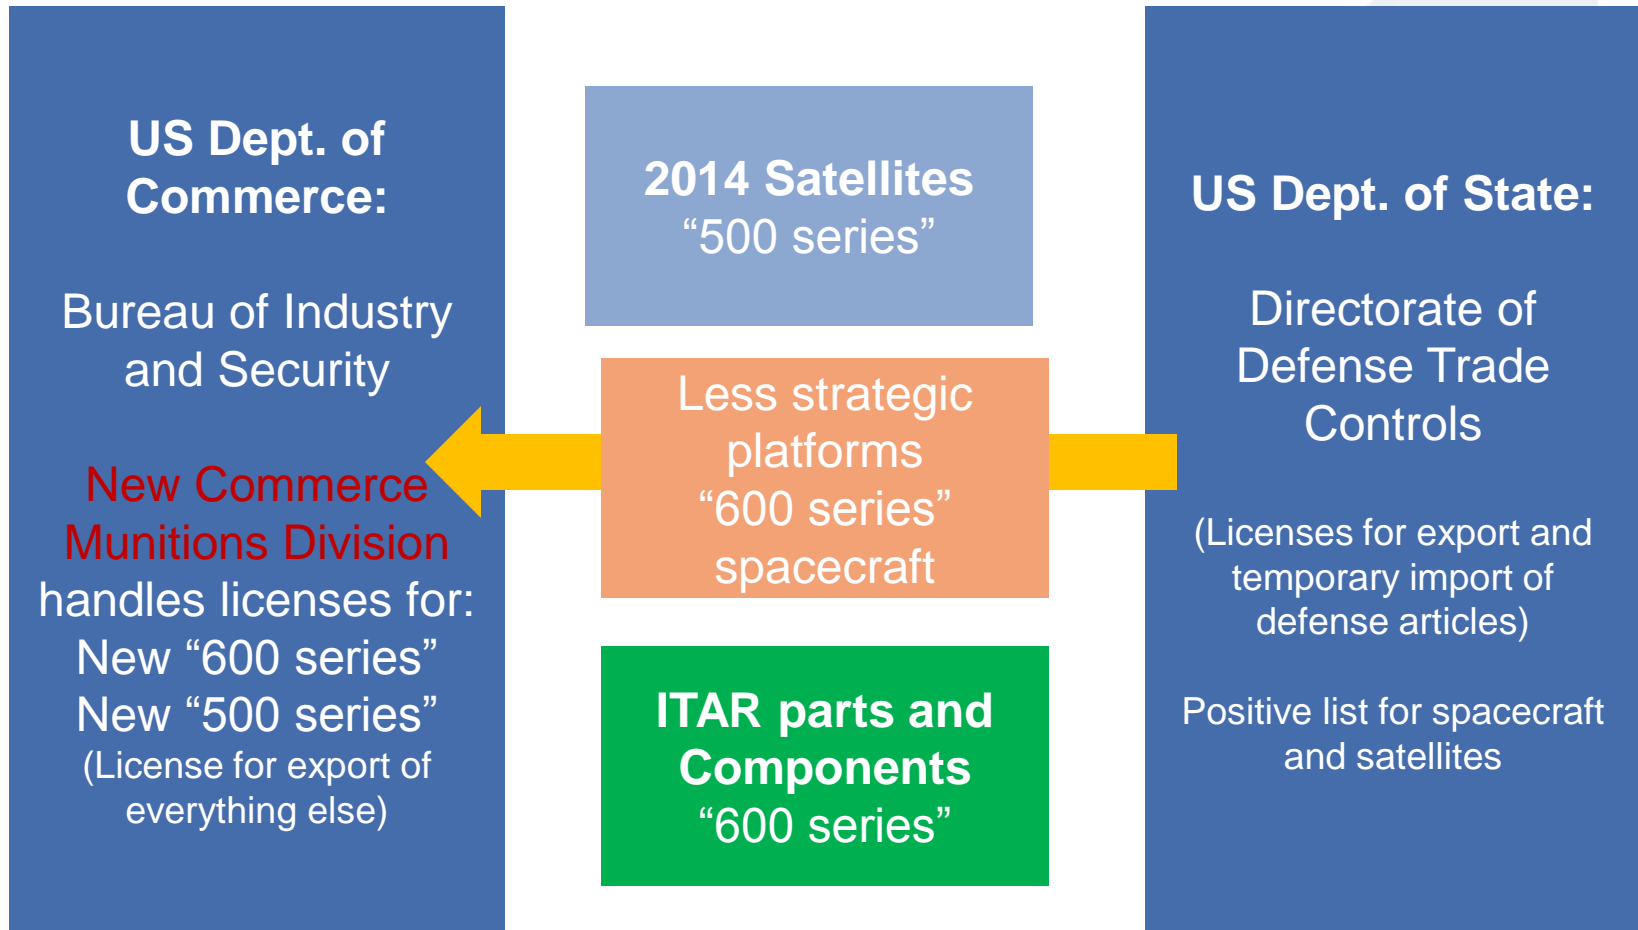 US Dept. of
Commerce:
Bureau of Industry
and Security
New Commerce
Munitions Division
handles licenses for:
New “600 series”
New “500 series”
(License for export of
everything else)
2014 Satellites
“500 series”
Less strategic
platforms
“600 series”
spacecraft
ITAR parts and
Components
“600 series”
US Dept. of State:
Directorate of
Defense Trade
Controls
(Licenses for export and
temporary import of
defense articles)
Positive list for spacecraft
and satellites